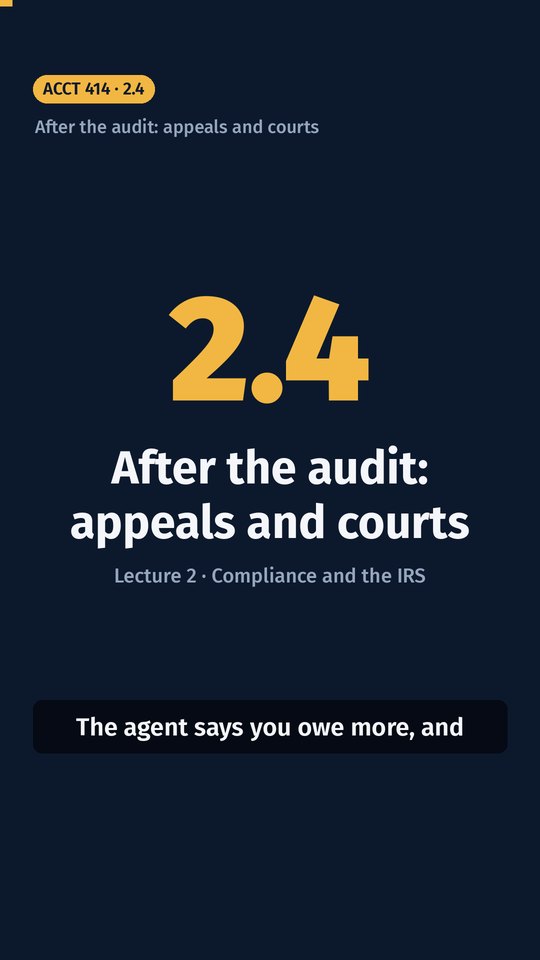 ACCT 414 · 2.4
After the audit: appeals and courts
2.4
After the audit:
appeals and courts
Lecture 2 · Compliance and the IRS
The agent says you owe more, and